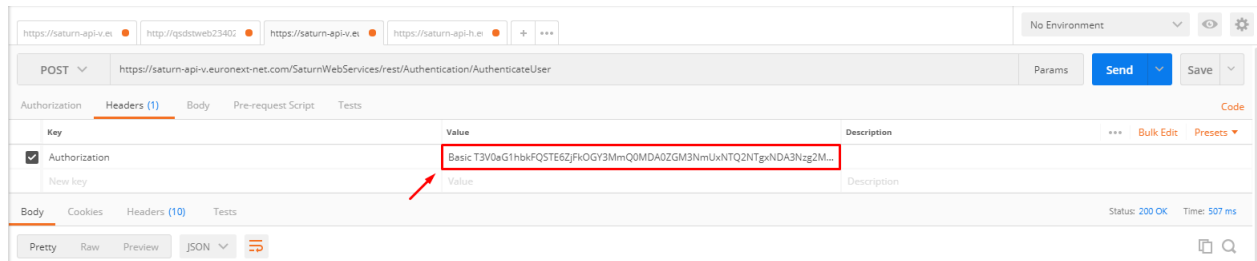 https://saturn-api-v.eu http://qsdstweb23402 https://saturn-api-v.eu https://saturn-api-h.eu + ••• No Environment
POST https://saturn-api-v.euronext-net.com/SaturnWebServices/rest/Authentication/AuthenticateUser Params Send Save
Authorization Headers (1) Body Pre-request Script Tests Code
Key Value Description ••• Bulk Edit Presets
Authorization Basic T3V0aG1hbkFQSTE6ZjFkOGY3MmQ0MDA0ZGM3NmUxNTQ2NTgxNDA3Nzg2M...
New key Value Description
Body Cookies Headers (10) Tests Status: 200 OK Time: 507 ms
Pretty Raw Preview JSON